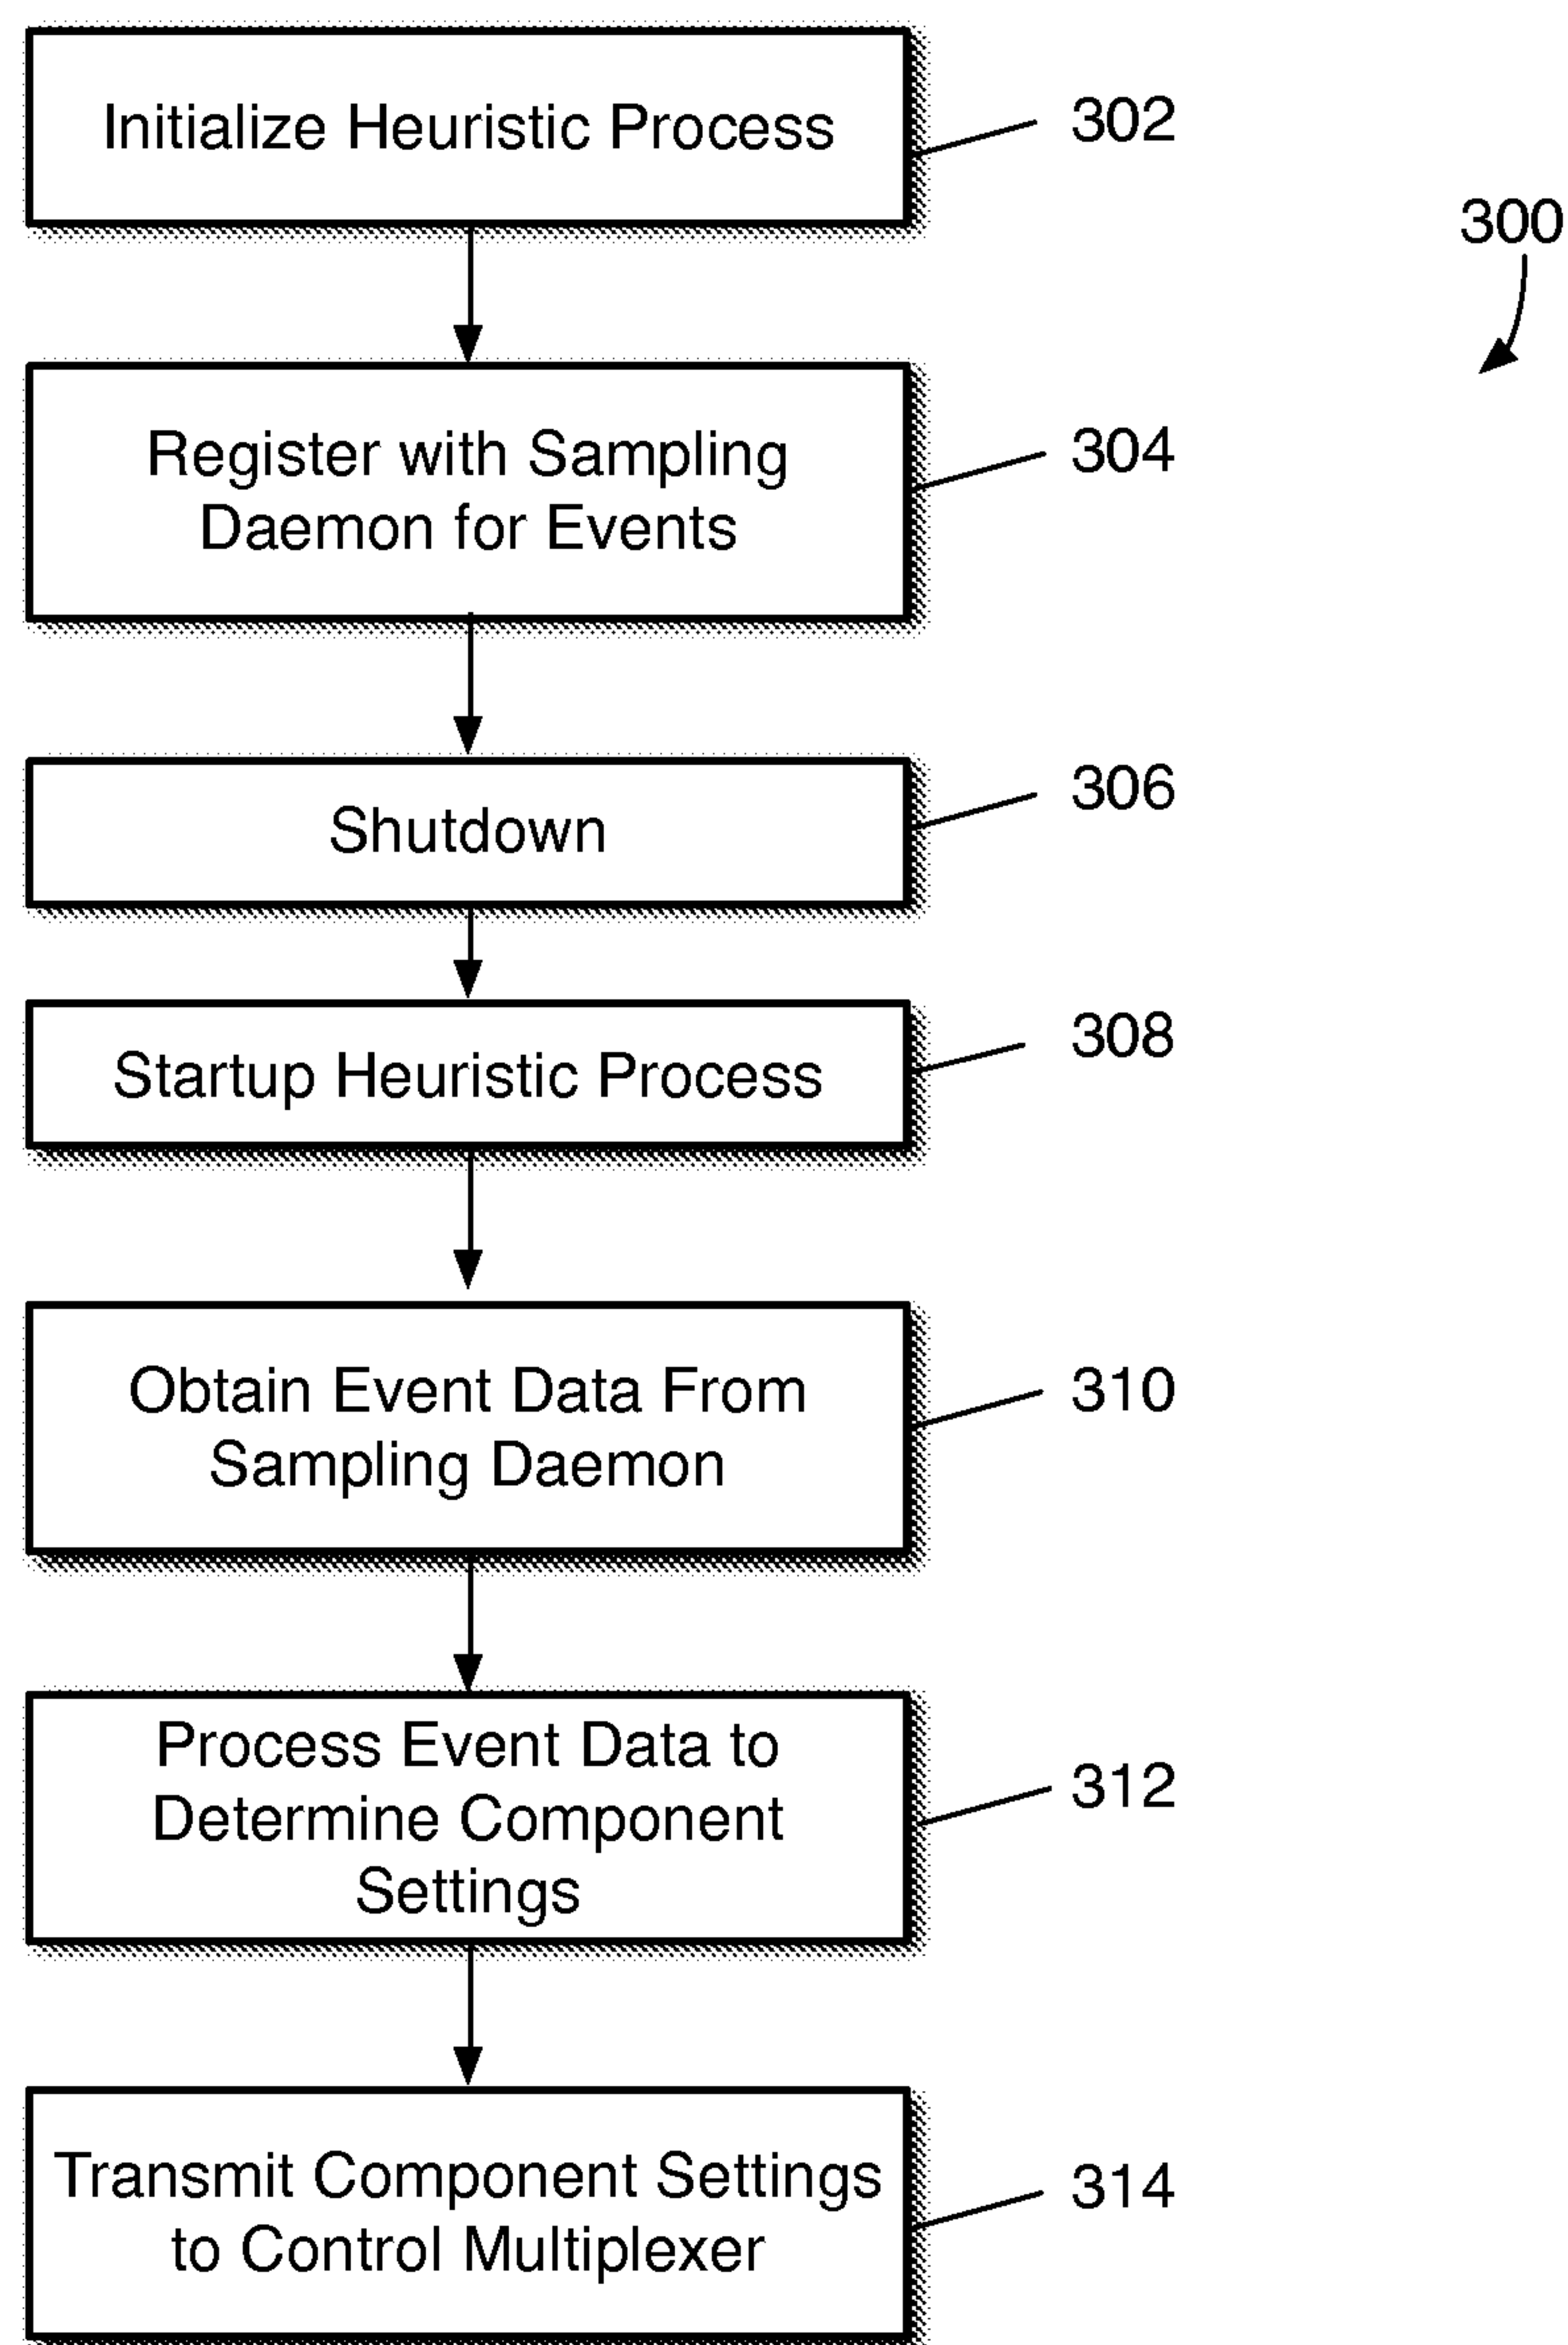 Initialize Heuristic Process
302
300
Register with Sampling
Daemon for Events
304
Shutdown
306
Startup Heuristic Process
308
Obtain Event Data From
Sampling Daemon
310
Process Event Data to
Determine Component
Settings
312
Transmit Component Settings
to Control Multiplexer
314